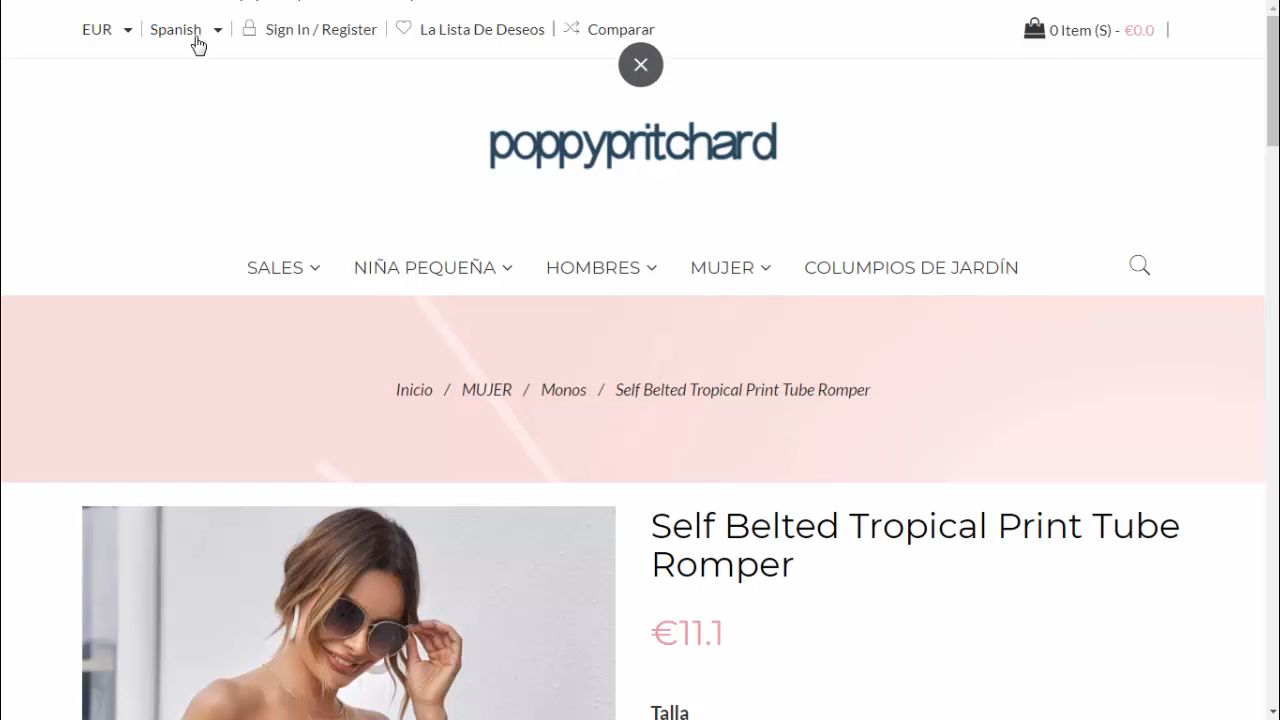 EUR Spanish Sign In / Register La Lista De Deseos Comparar 0 Item (S) - €0.0
poppypritchard
SALES NIÑA PEQUEÑA HOMBRES MUJER COLUMPIOS DE JARDÍN
Inicio / MUJER / Monos / Self Belted Tropical Print Tube Romper
Self Belted Tropical Print Tube
Romper
€11.1
Talla